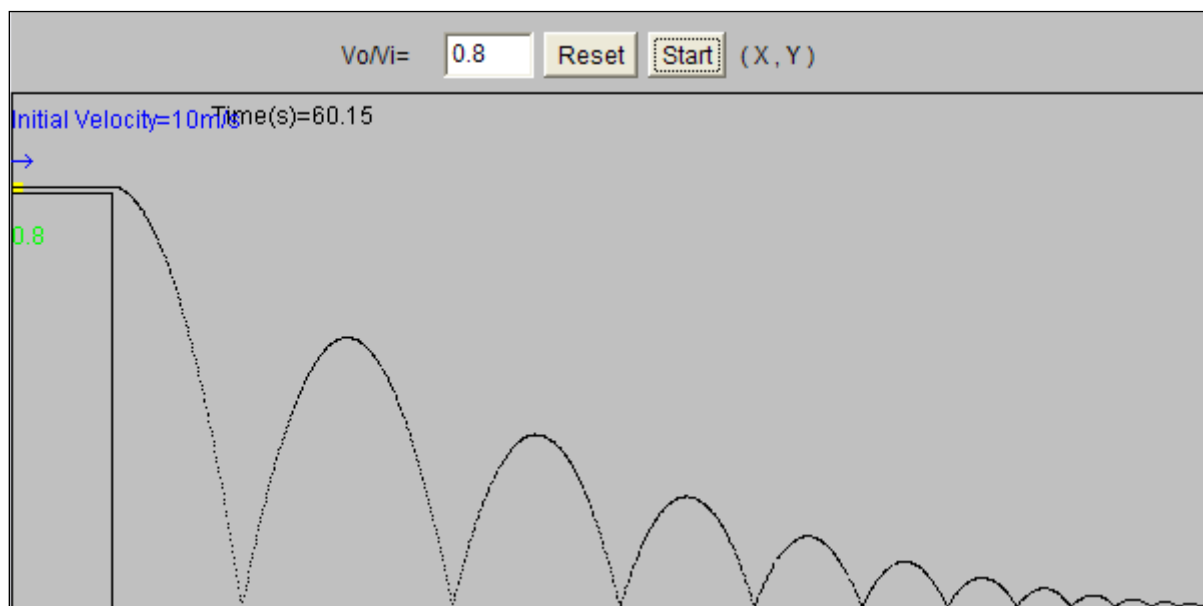 Vo/Vi= 0.8 Reset Start (X,Y)
Initial Velocity=10m/s Time(s)=60.15
0.8